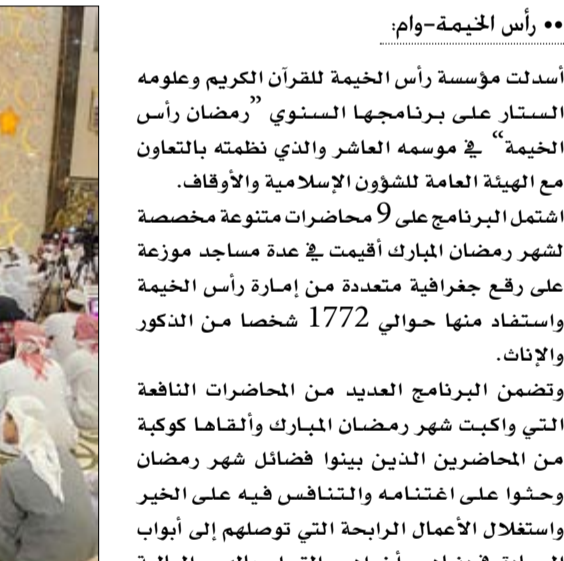 •• رأس الخيمة-وام:
أسدلت مؤسسة رأس الخيمة للقرآن الكريم وعلومه
الستار على برنامجها السنوي ”رمضان رأس
الخيمة“ في موسمه العاشر والذي نظمته بالتعاون
مع الهيئة العامة للشؤون الإسلامية والأوقاف.
اشتمل البرنامج على 9 محاضرات متنوعة مخصصة
لشهر رمضان المبارك أقيمت في عدة مساجد موزعة
على رقع جغرافية متعددة من إمارة رأس الخيمة
واستفاد منها حوالي 1772 شخصا من الذكور
والإناث.
وتضمن البرنامج العديد من المحاضرات النافعة
التي واكبت شهر رمضان المبارك وألقاها كوكبة
من المحاضرين الذين بينوا فضائل شهر رمضان
وحثوا على اغتنامه والتنافس فيه على الخير
واستغلال الأعمال الرابحة التي توصلهم إلى أبواب